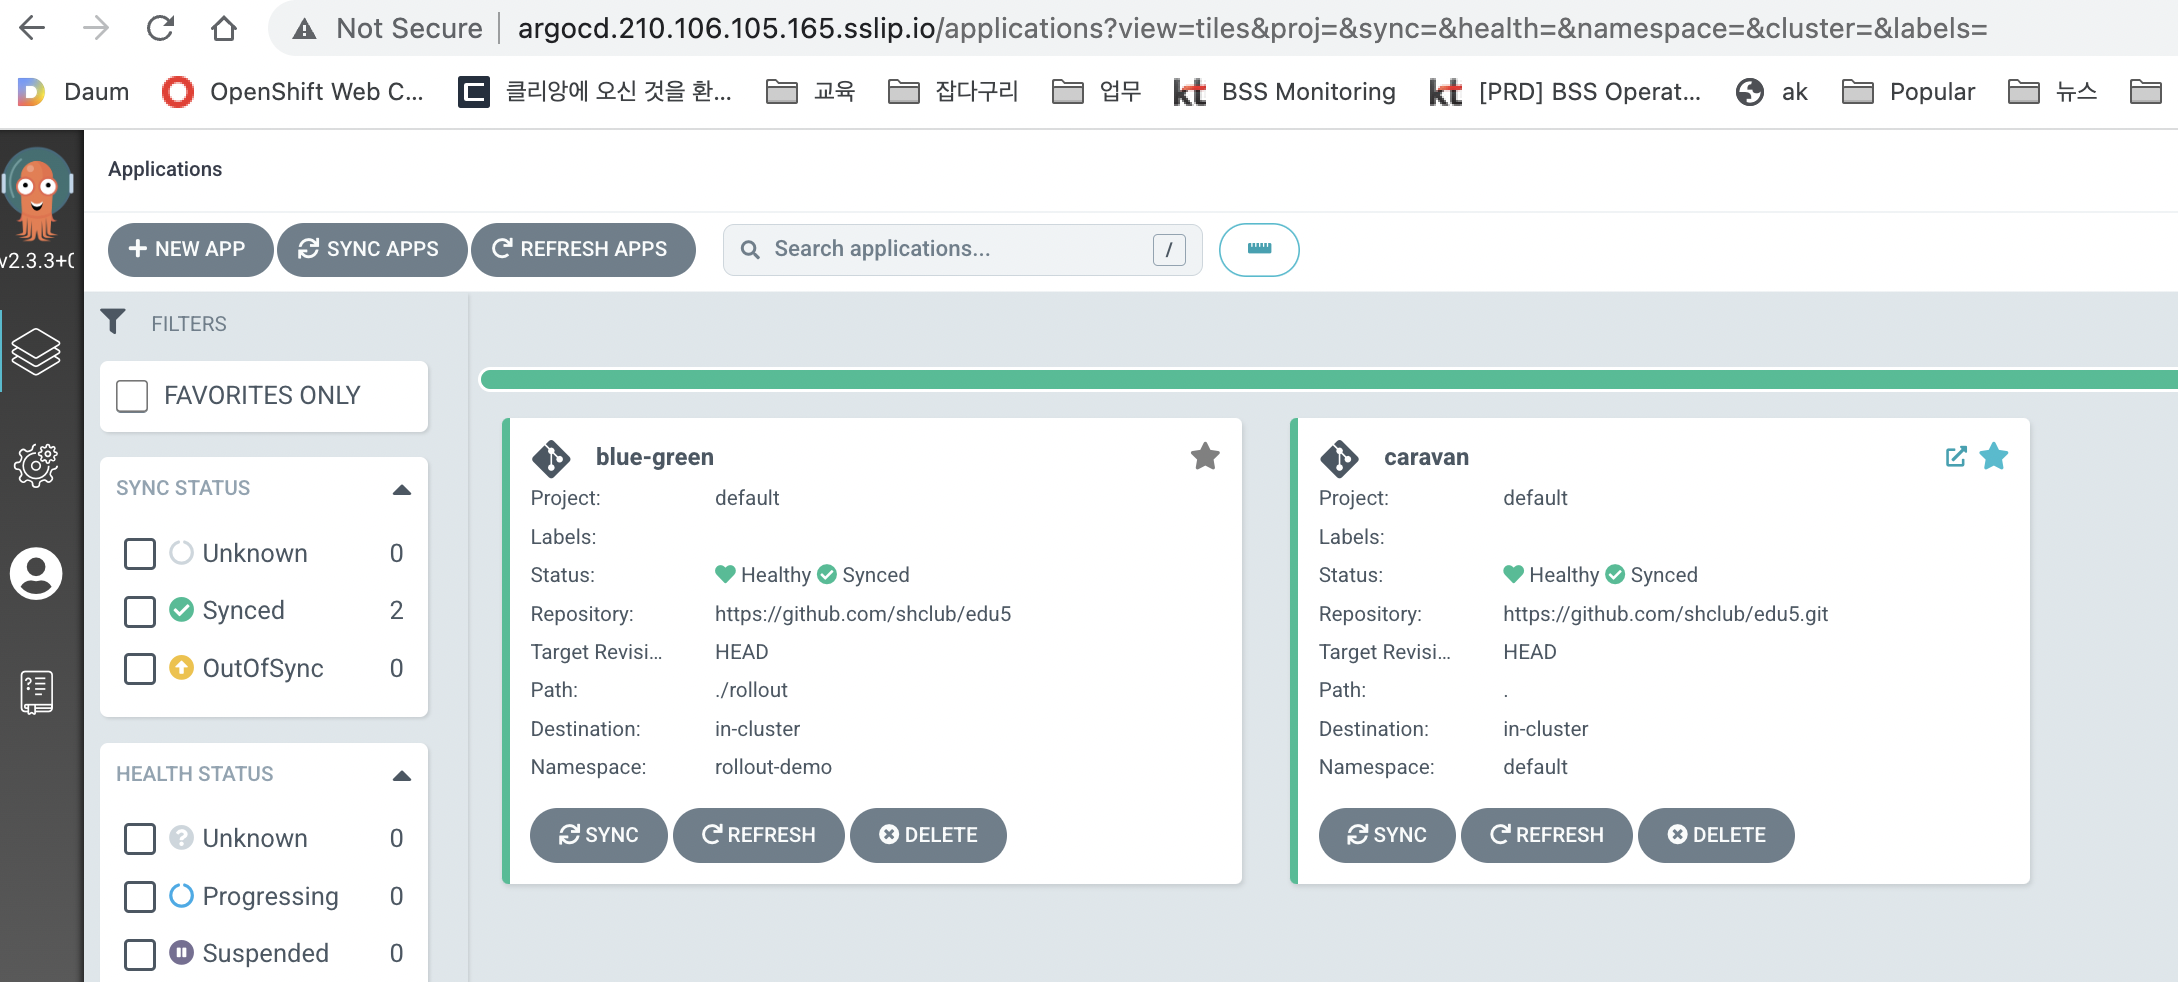 Not Secure argocd.210.106.105.165.sslip.io/applications?view=tiles&proj=&sync=&health=&namespace=&cluster=&labels=
Daum OpenShift Web C... 클리앙에 오신 것을 환... 교육 잡다구리 업무 kt BSS Monitoring kt [PRD] BSS Operat... ak Popular 뉴스
Applications
NEW APP SYNC APPS REFRESH APPS Search applications... /
v2.3.3+
FILTERS
FAVORITES ONLY
SYNC STATUS
Unknown 0
Synced 2
OutOfSync 0
HEALTH STATUS
Unknown 0
Progressing 0
Suspended 0
blue-green
Project: default
Labels:
Status: Healthy Synced
Repository: https://github.com/shclub/edu5
Target Revisi... HEAD
Path: ./rollout
Destination: in-cluster
Namespace: rollout-demo
SYNC REFRESH DELETE
caravan
Project: default
Labels:
Status: Healthy Synced
Repository: https://github.com/shclub/edu5.git
Target Revisi... HEAD
Path: .
Destination: in-cluster
Namespace: default
SYNC REFRESH DELETE